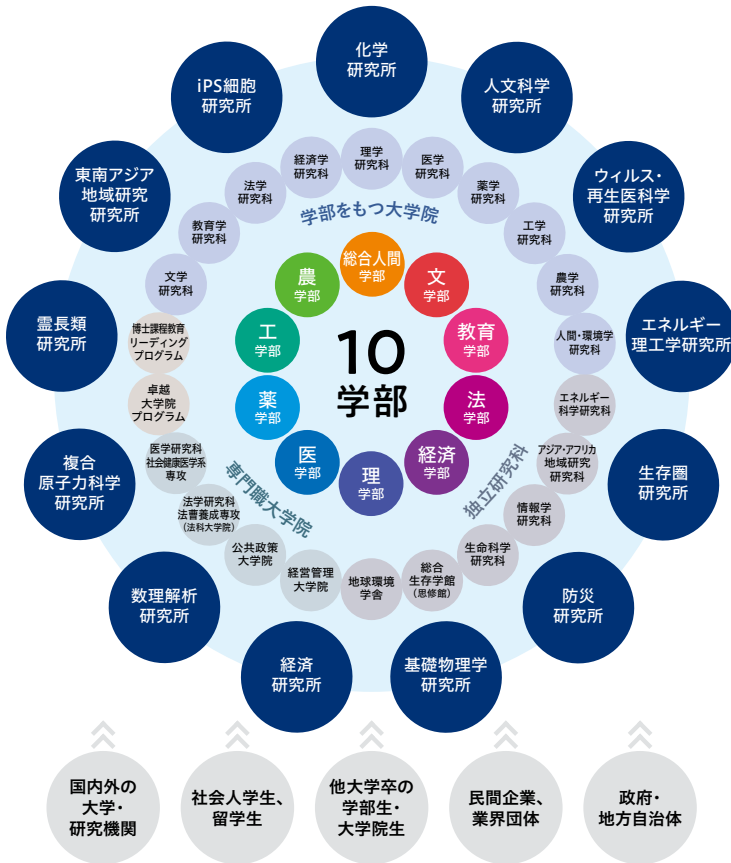 化学
研究所
人文科学
研究所
ウィルス・
再生医科学
研究所
エネルギー
理工学研究所
生存圏
研究所
防災
研究所
基礎物理学
研究所
経済
研究所
数理解析
研究所
複合
原子力科学
研究所
霊長類
研究所
東南アジア
地域研究
研究所
iPS細胞
研究所
学部をもつ大学院
文学
研究科
教育学
研究科
法学
研究科
経済学
研究科
理学
研究科
医学
研究科
薬学
研究科
工学
研究科
農学
研究科
人間・環境学
研究科
独立研究科
エネルギー
科学研究科
アジア・アフリカ
地域研究
研究科
情報学
研究科
生命科学
研究科
総合
生存学館
(思修館)
地球環境
学舎
専門職大学院
経営管理
大学院
公共政策
大学院
法学研究科
法曹養成専攻
(法科大学院)
医学研究科
社会健康医学系
専攻
卓越
大学院
プログラム
博士課程教育
リーディング
プログラム
総合人間
学部
文
学部
教育
学部
法
学部
経済
学部
理
学部
医
学部
薬
学部
工
学部
農
学部
10
学部
国内外の
大学・
研究機関
社会人学生、
留学生
他大学卒の
学部生・
大学院生
民間企業、
業界団体
政府・
地方自治体